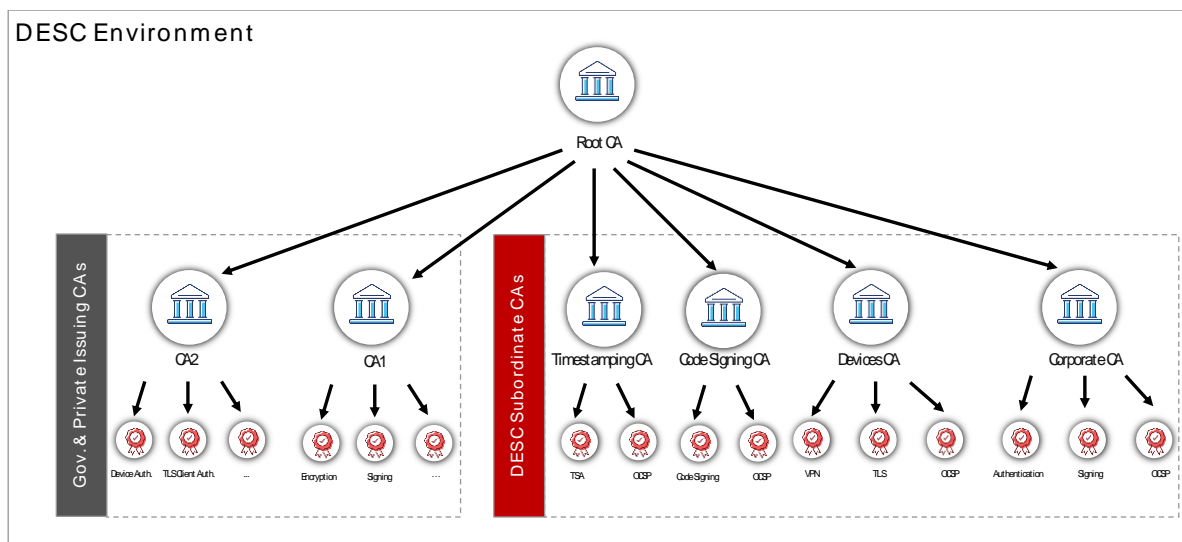 DESC Environment
Root CA
Gov. & Private Issuing CAs
DESC Subordinate CAs
CA2
CA1
Timestamping CA
Code Signing CA
Devices CA
Corporate CA
Device Auth.
TLS Client Auth.
...
Encryption
Signing
...
TSA
OCSP
Code Signing
OCSP
VPN
TLS
OCSP
Authentication
Signing
OCSP